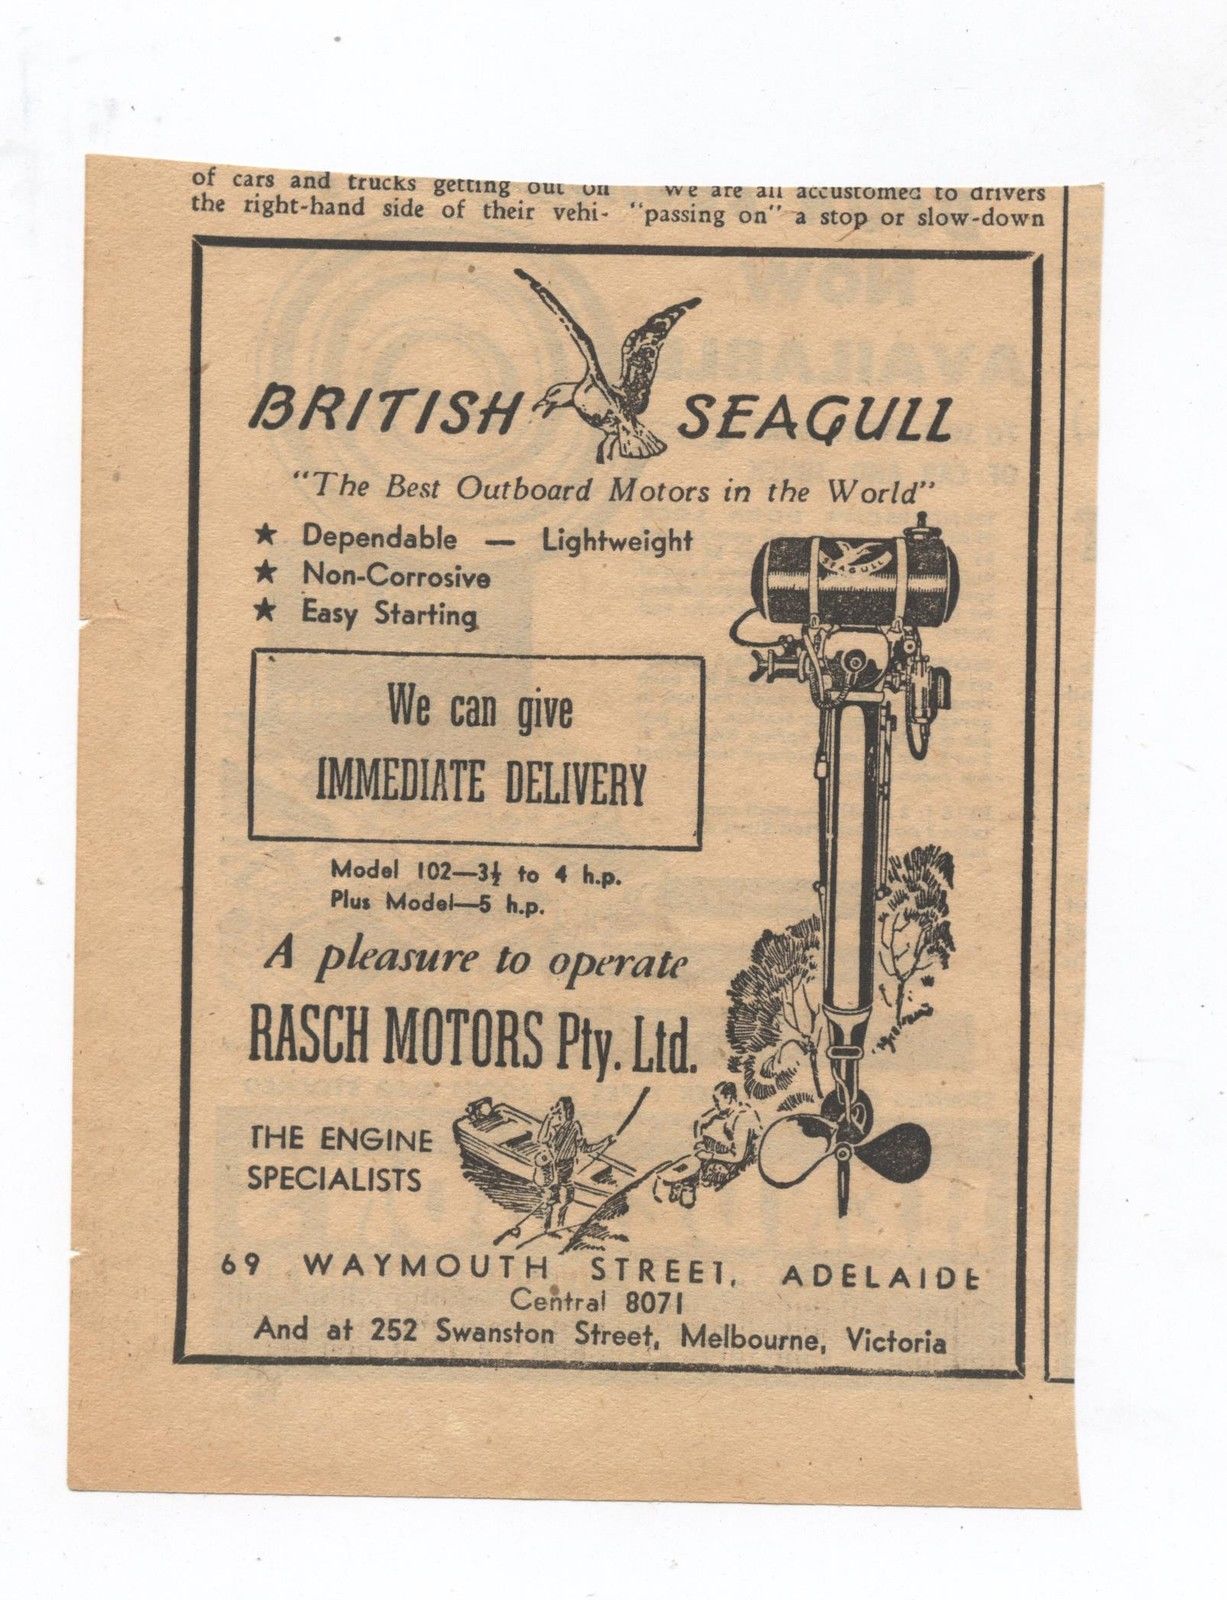 of cars and trucks getting out on
the right-hand side of their vehi-
We are all accustomed to drivers
"passing on" a stop or slow-down
BRITISH SEAGULL
"The Best Outboard Motors in the World"
★ Dependable — Lightweight
★ Non-Corrosive
★ Easy Starting
SEAGULL
We can give
IMMEDIATE DELIVERY
Model 102—3½ to 4 h.p.
Plus Model—5 h.p.
A pleasure to operate
RASCH MOTORS Pty. Ltd.
THE ENGINE
SPECIALISTS
69 WAYMOUTH STREET, ADELAIDE
Central 8071
And at 252 Swanston Street, Melbourne, Victoria